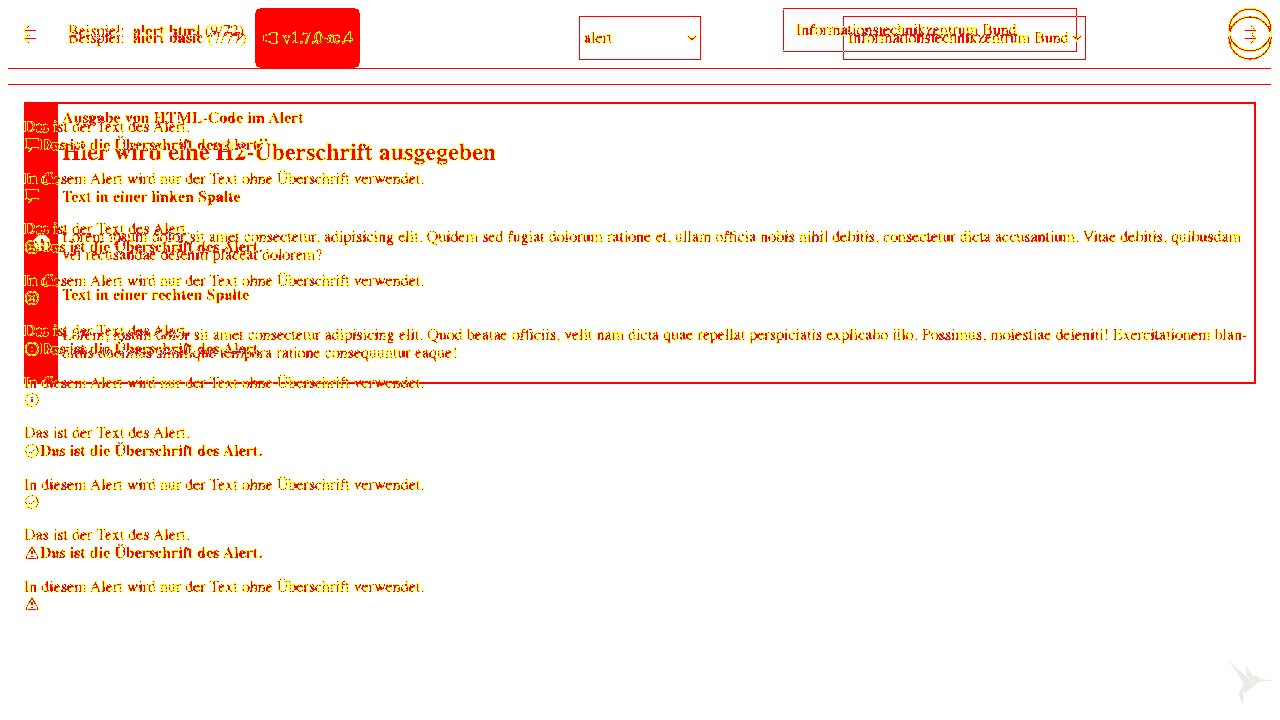 Beispiel: alert html (9/72)
Beispiel: alert basic (7/77)
v1.7.0-rc.4
alert
Informationstechnikzentrum Bund
Informationstechnikzentrum Bund
Ausgabe von HTML-Code im Alert
Das ist der Text des Alert.
Das ist die Überschrift des Alert.
Hier wird eine H2-Überschrift ausgegeben
In diesem Alert wird nur der Text ohne Überschrift verwendet.
Text in einer linken Spalte
Das ist der Text des Alert.
Lorem ipsum dolor sit amet consectetur, adipisicing elit. Quidem sed fugiat dolorum ratione et, ullam officia nobis nihil debitis, consectetur dicta accusantium. Vitae debitis, quibusdam
Das ist die Überschrift des Alert.
vel recusandae deleniti placeat dolorem?
In diesem Alert wird nur der Text ohne Überschrift verwendet.
Text in einer rechten Spalte
Das ist der Text des Alert.
Lorem, ipsum dolor sit amet consectetur adipisicing elit. Quod beatae officiis, velit nam dicta quae repellat perspiciatis explicabo illo. Possimus, molestiae deleniti! Exercitationem blan-
Das ist die Überschrift des Alert.
ditiis ducimus similique tempora ratione consequuntur eaque!
In diesem Alert wird nur der Text ohne Überschrift verwendet.
Das ist der Text des Alert.
Das ist die Überschrift des Alert.
In diesem Alert wird nur der Text ohne Überschrift verwendet.
Das ist der Text des Alert.
Das ist die Überschrift des Alert.
In diesem Alert wird nur der Text ohne Überschrift verwendet.